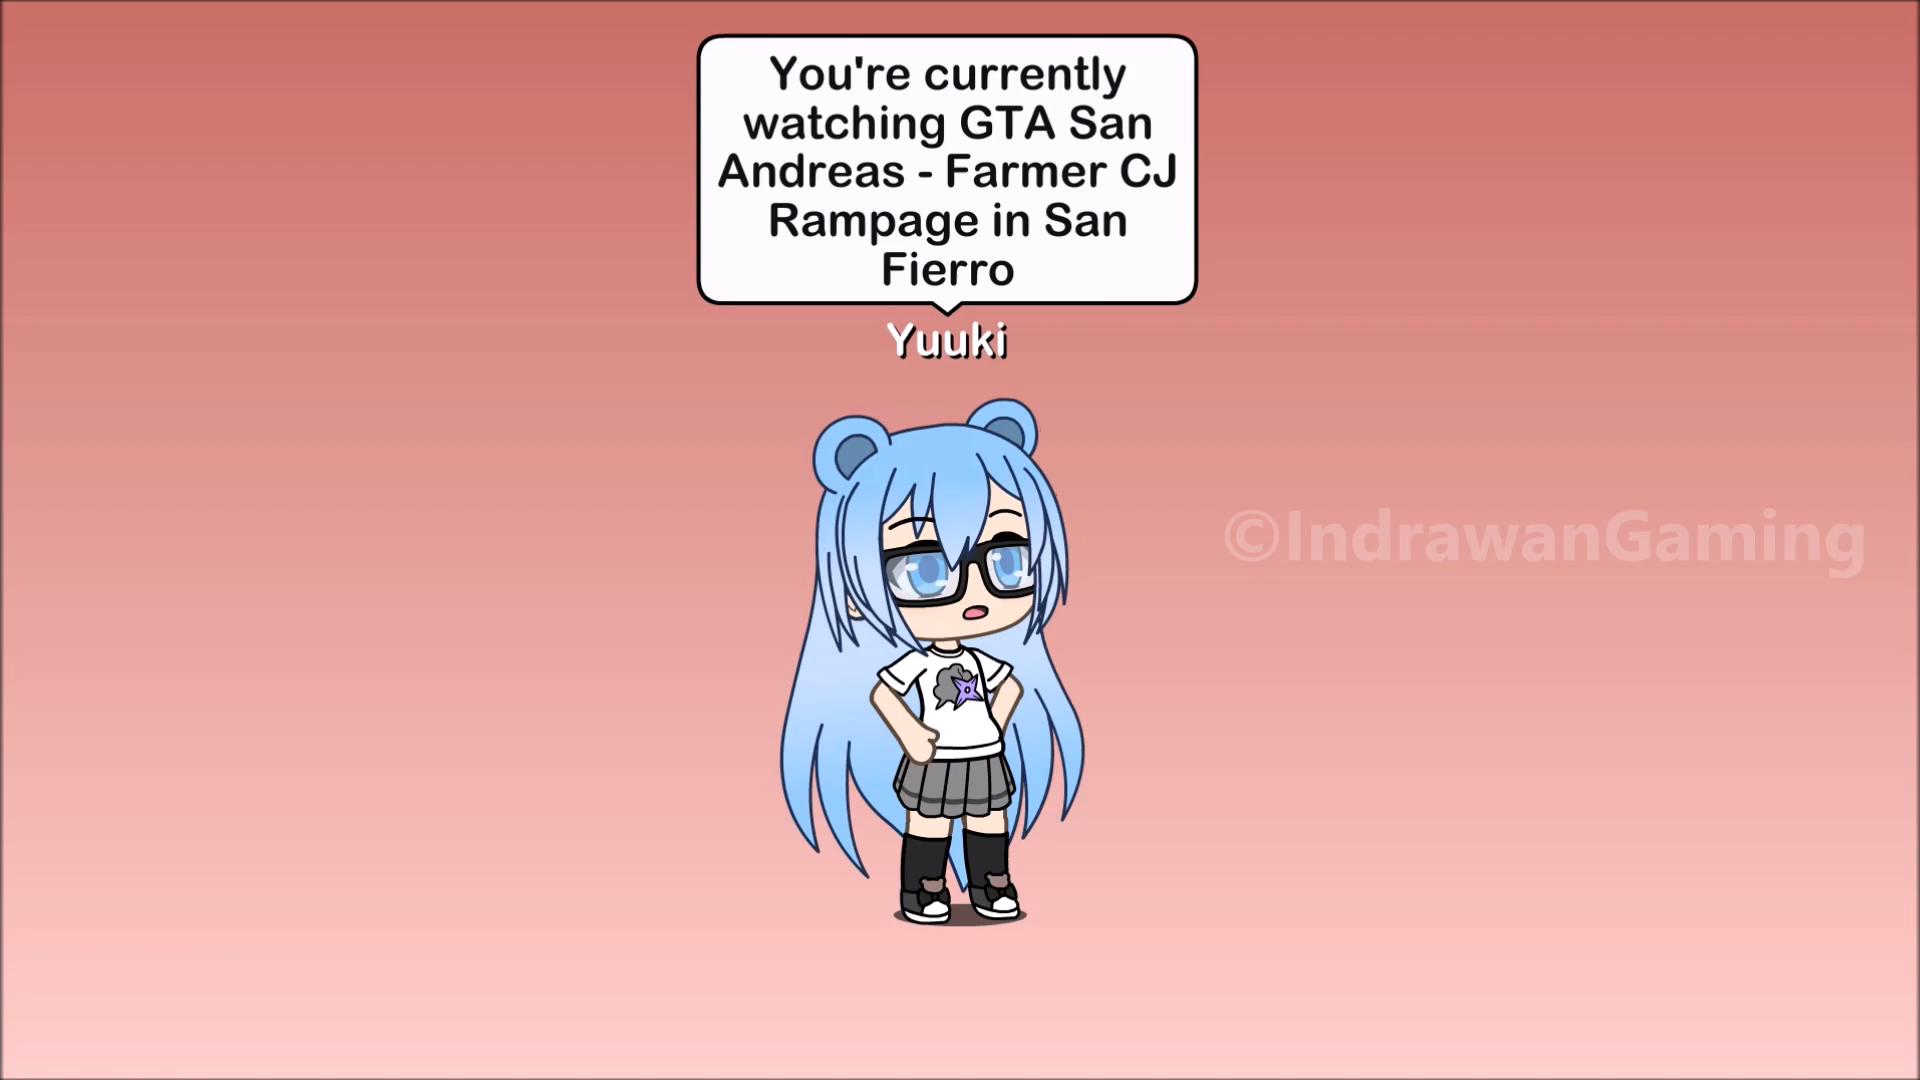 You're currently
watching GTA San
Andreas - Farmer CJ
Rampage in San
Fierro
Yuuki
©IndrawanGaming